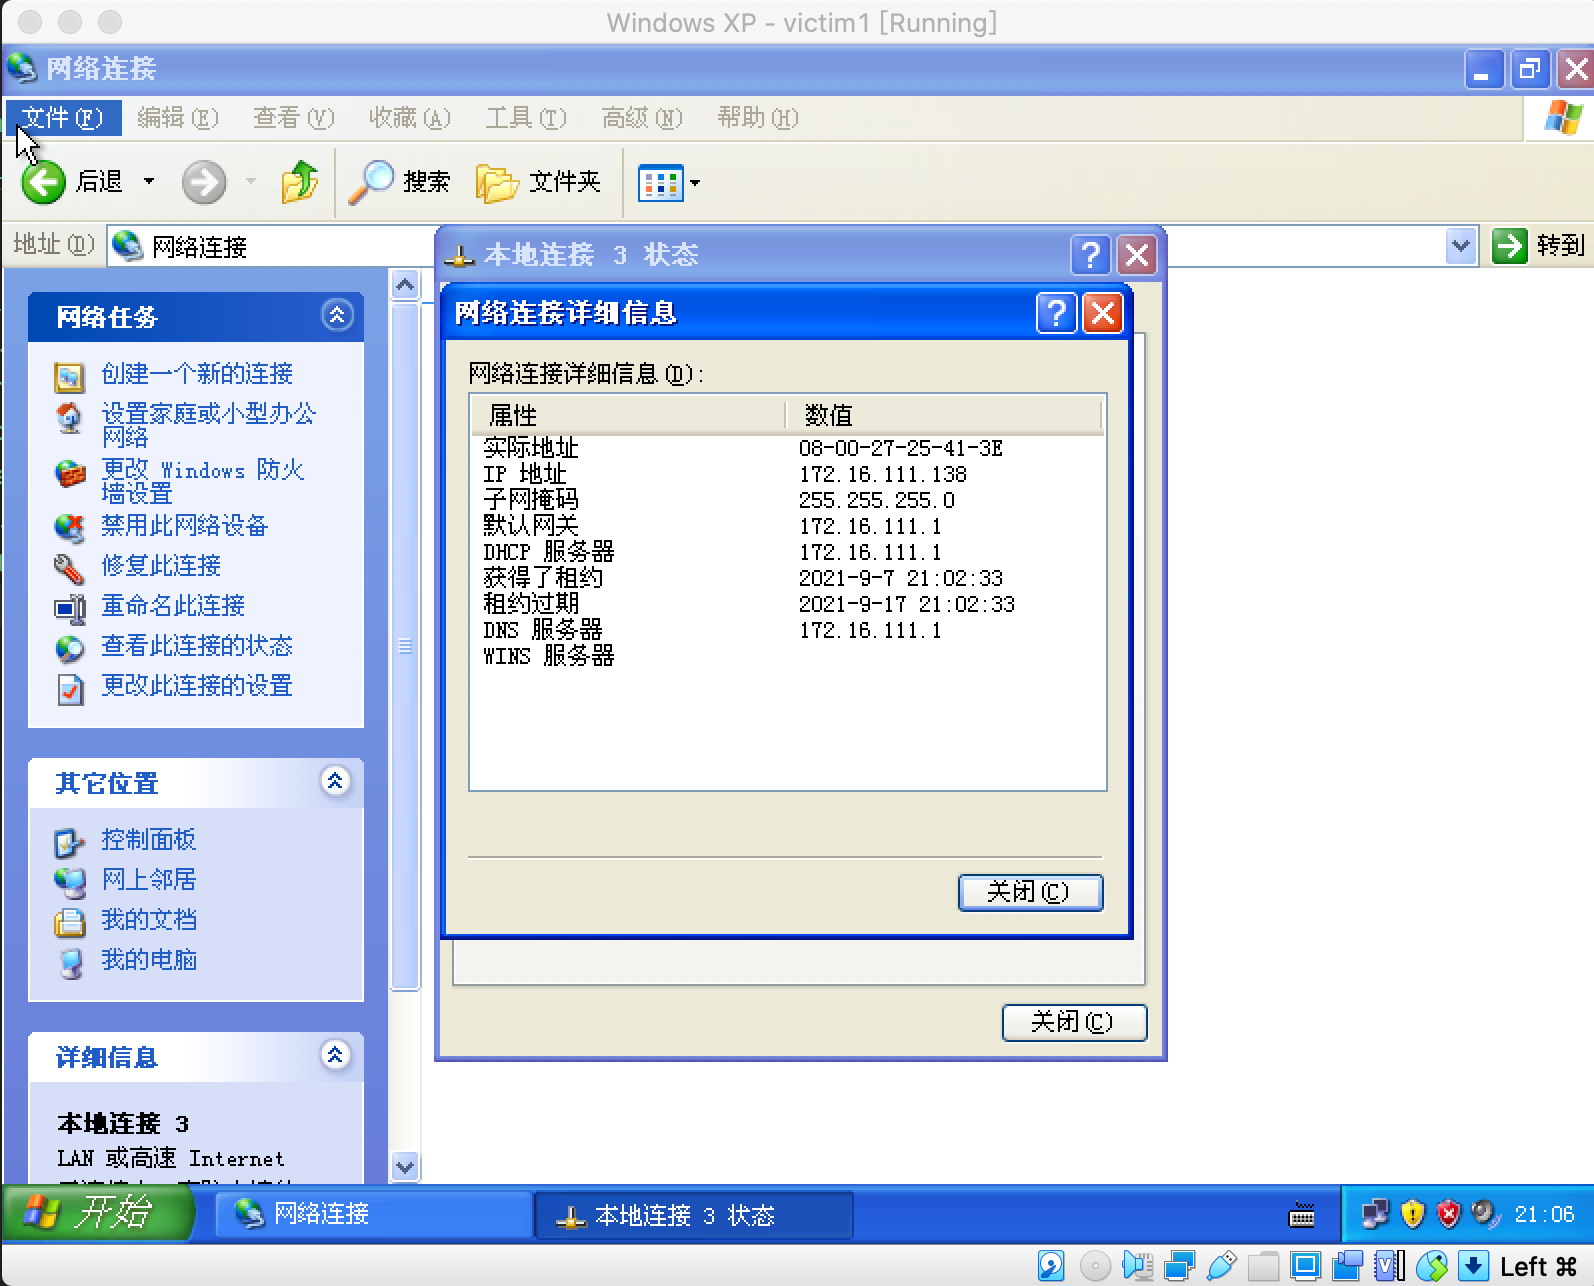 Windows XP - victim1 [Running]
网络连接
文件(F) 编辑(E) 查看(V) 收藏(A) 工具(T) 高级(N) 帮助(H)
后退 搜索 文件夹
地址(D) 网络连接 转到
网络任务
创建一个新的连接
设置家庭或小型办公
网络
更改 Windows 防火
墙设置
禁用此网络设备
修复此连接
重命名此连接
查看此连接的状态
更改此连接的设置
其它位置
控制面板
网上邻居
我的文档
我的电脑
详细信息
本地连接 3
LAN 或高速 Internet
本地连接 3 状态
网络连接详细信息
网络连接详细信息(D):
属性 数值
实际地址 08-00-27-25-41-3E
IP 地址 172.16.111.138
子网掩码 255.255.255.0
默认网关 172.16.111.1
DHCP 服务器 172.16.111.1
获得了租约 2021-9-7 21:02:33
租约过期 2021-9-17 21:02:33
DNS 服务器 172.16.111.1
WINS 服务器
关闭(C)
关闭(C)
开始 网络连接 本地连接 3 状态 21:06
Left ⌘